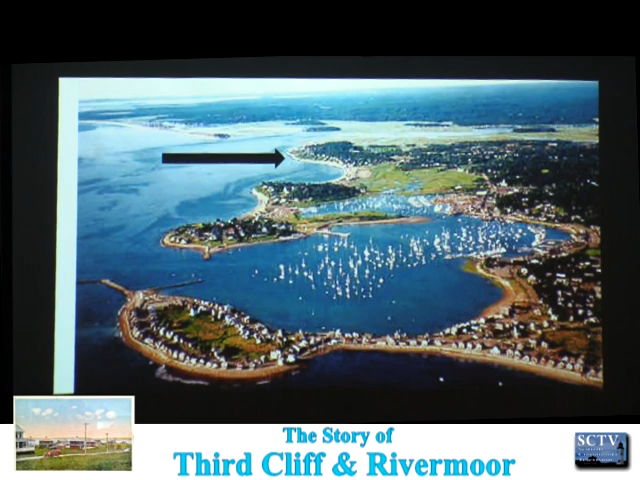 The Story of
Third Cliff & Rivermoor
SCTV